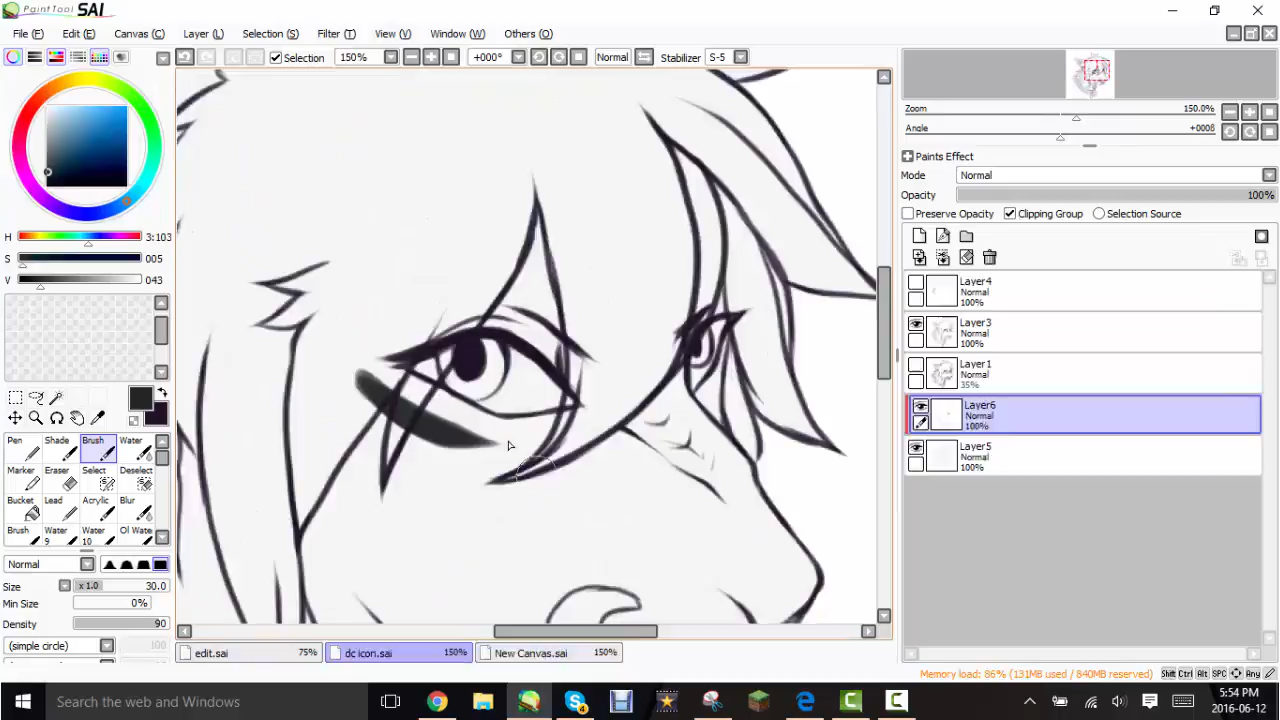 PaintTool SAI
File (F) Edit (E) Canvas (C) Layer (L) Selection (S) Filter (T) View (V) Window (W) Others (O)
Selection 150% +000° Normal Stabilizer S-5
Zoom 150.0%
Angle +0008
Paints Effect
Mode Normal
Opacity 100%
Preserve Opacity Clipping Group Selection Source
H 3:103
S 005
V 043
Layer4
Normal
100%
Layer3
Normal
100%
Layer1
Normal
35%
Layer6
Normal
100%
Layer5
Normal
100%
Pen Shade Brush Water
Marker Eraser Select Deselect
Bucket Lead Acrylic Blur
Brush Water 9 Water 10 Ol Wate
Normal
Size x 1.0 30.0
Min Size 0%
Density 90
(simple circle) 100
edit.sai 75% dc icon.sai 150% New Canvas.sai 150%
Memory load: 86% (131MB used / 840MB reserved) Shift Ctrl Alt SPC Any
Search the web and Windows
4
5:54 PM
2016-06-12